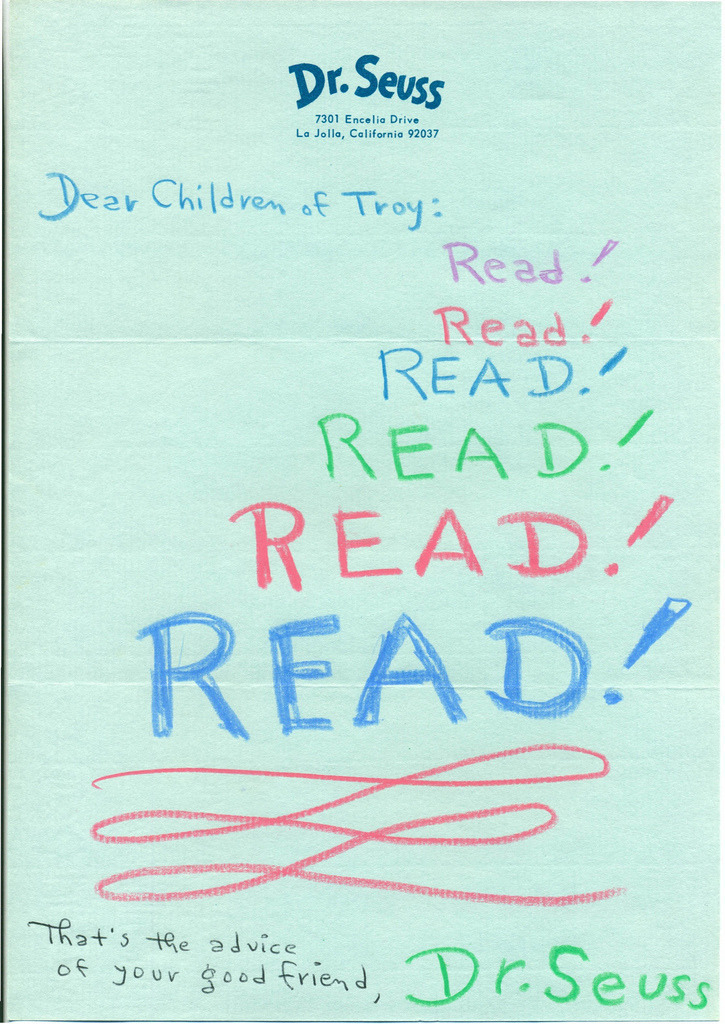 Dr. Seuss
7301 Encelia Drive
La Jolla, California 92037
Dear Children of Troy:
Read!
Read!
READ!
READ!
READ!
READ!
That's the advice
of your good friend,
Dr. Seuss